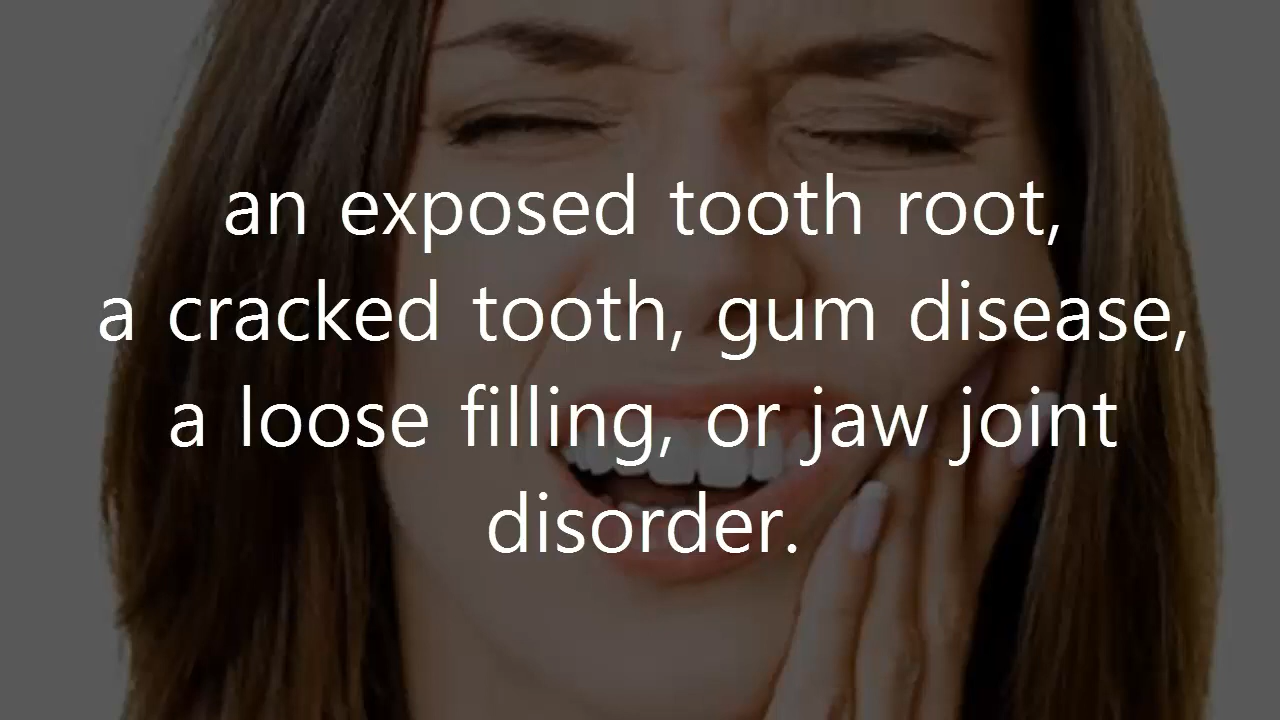 an exposed tooth root,
a cracked tooth, gum disease,
a loose filling, or jaw joint
disorder.